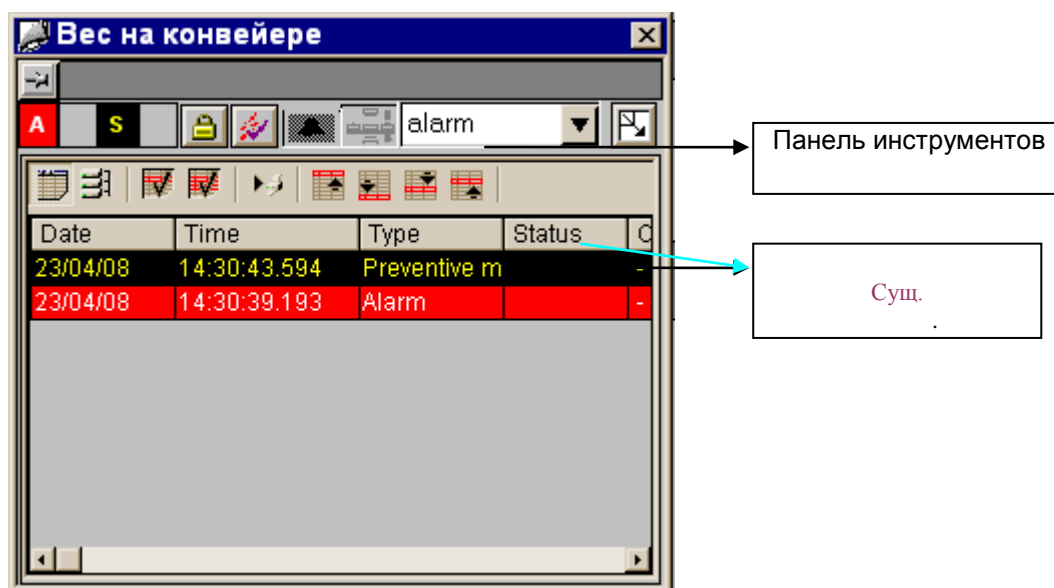 Вес на конвейере
A S alarm
Панель инструментов
Date Time Type Status
23/04/08 14:30:43.594 Preventive m -
23/04/08 14:30:39.193 Alarm -
Сущ.
.